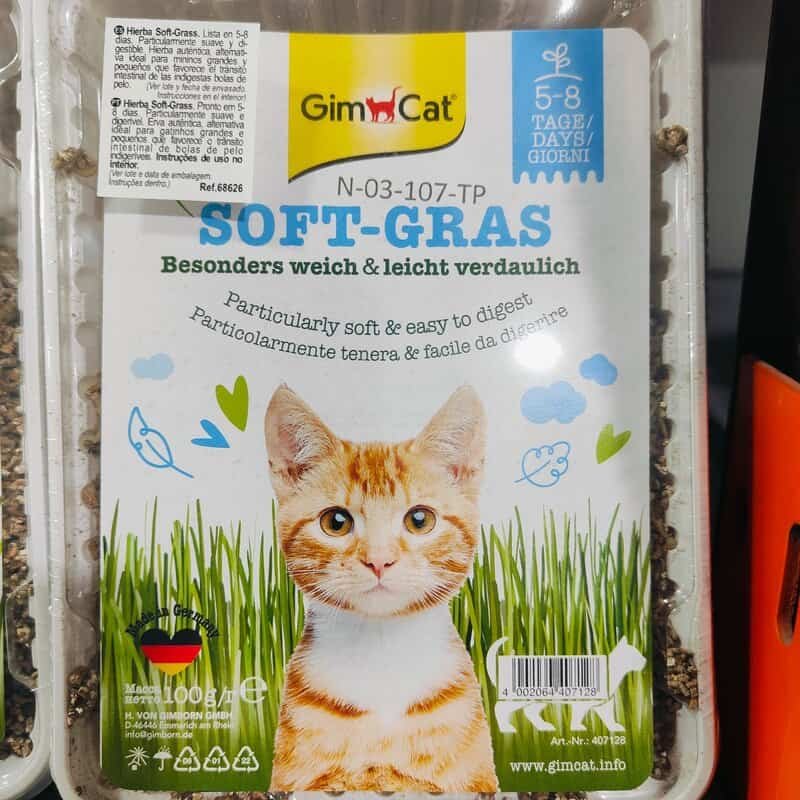 ES Hierba Soft-Grass. Lista en 5-8
días. Particularmente suave y di-
gestible. Hierba auténtica, alternati-
va ideal para mininos grandes y
pequeños que favorece el tránsito
intestinal de las indigestas bolas de
pelo.
(Ver lote y fecha de envasado.
Instrucciones en el interior)
PT Hierba Soft-Grass. Pronto em 5-
8 dias. Particularmente suave e
digerível. Erva autêntica, alternativa
ideal para gatinhos grandes e
pequenos que favorece o trânsito
intestinal de bolas de pelo
indigeríveis. Instruções de uso no
interior.
(Ver lote e data de embalagem.
Instruções dentro.)
Ref.68626
GimCat®
5-8
TAGE/
DAYS/
GIORNI
N-03-107-TP
SOFT-GRAS
Besonders weich & leicht verdaulich
Particularly soft & easy to digest
Particolarmente tenera & facile da digerire
Made in Germany
Масса
нетто 100g/г e
H. VON GIMBORN GMBH
D-46446 Emmerich am Rhein
info@gimborn.de
01
22
4 002064 407128
Art.-Nr.: 407128
www.gimcat.info